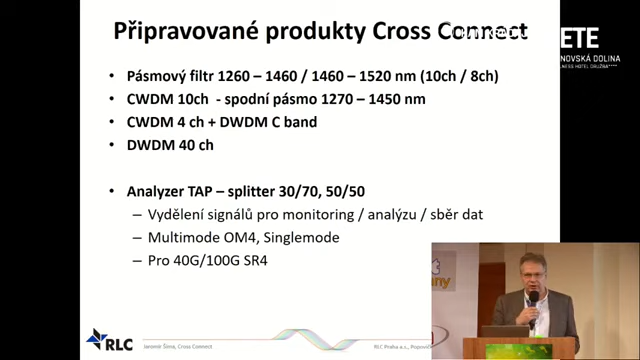 Připravované produkty Cross Connect
ETE
NOVSKÁ DOLINA
Pásmový filtr 1260 – 1460 / 1460 – 1520 nm (10ch / 8ch)
CWDM 10ch - spodní pásmo 1270 – 1450 nm
CWDM 4 ch + DWDM C band
DWDM 40 ch
Analyzer TAP – splitter 30/70, 50/50
– Vydělení signálů pro monitoring / analýzu / sběr dat
– Multimode OM4, Singlemode
– Pro 40G/100G SR4
RLC
Jaromír Šíma, Cross Connect
RLC Praha a.s., Popovič